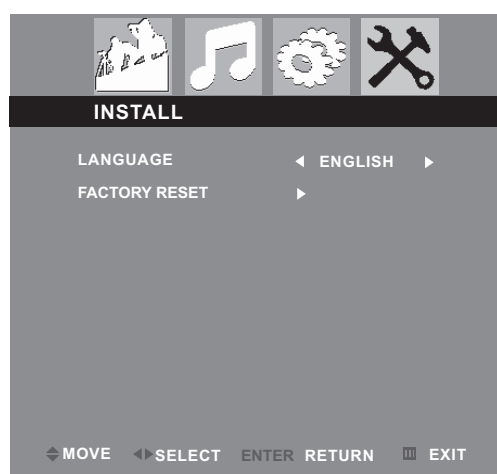 INSTALL
LANGUAGE ENGLISH
FACTORY RESET
MOVE SELECT ENTER RETURN EXIT